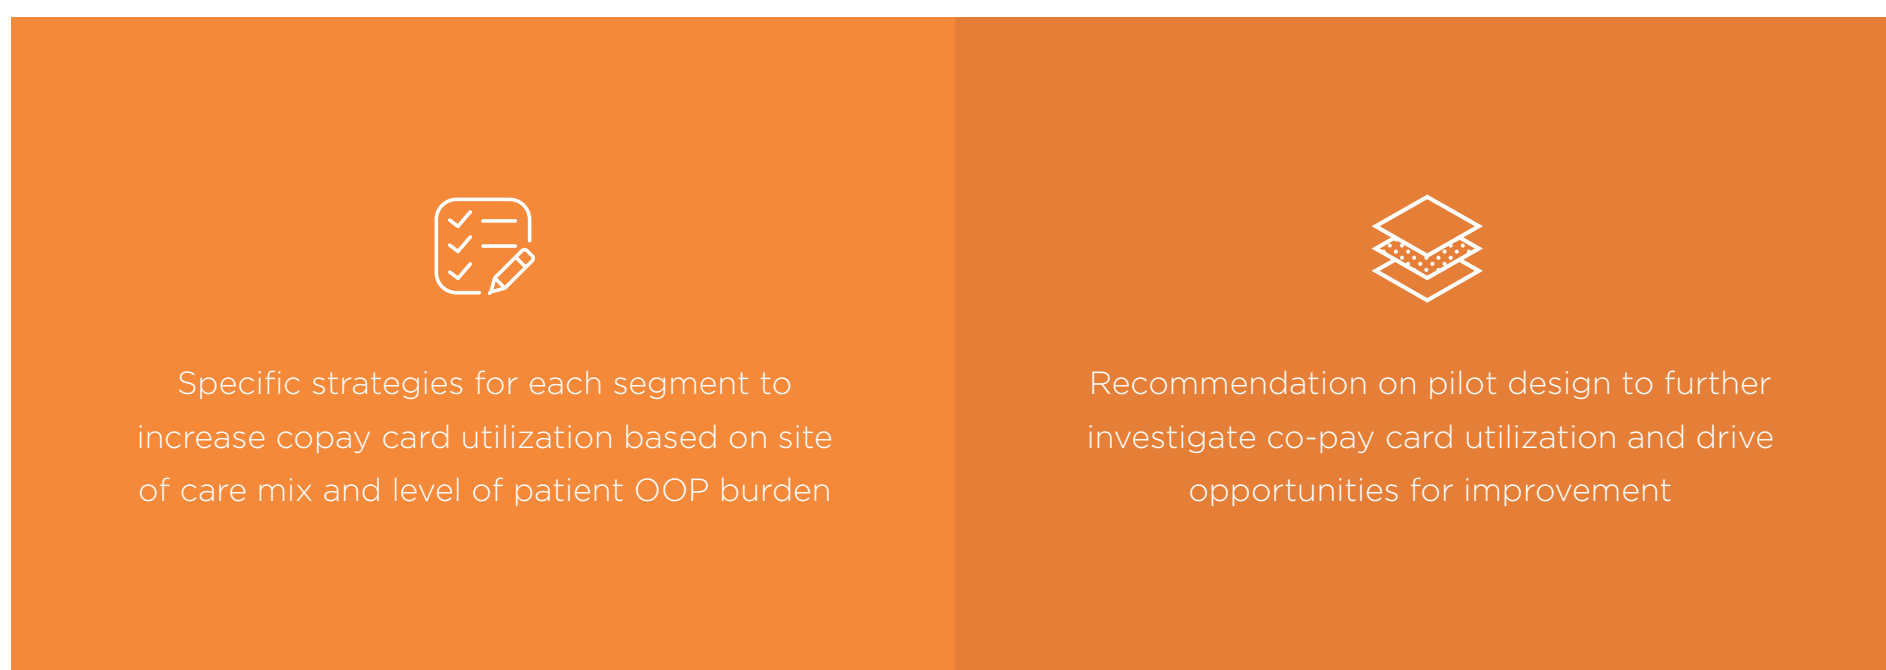 Specific strategies for each segment to
increase copay card utilization based on site
of care mix and level of patient OOP burden
Recommendation on pilot design to further
investigate co-pay card utilization and drive
opportunities for improvement